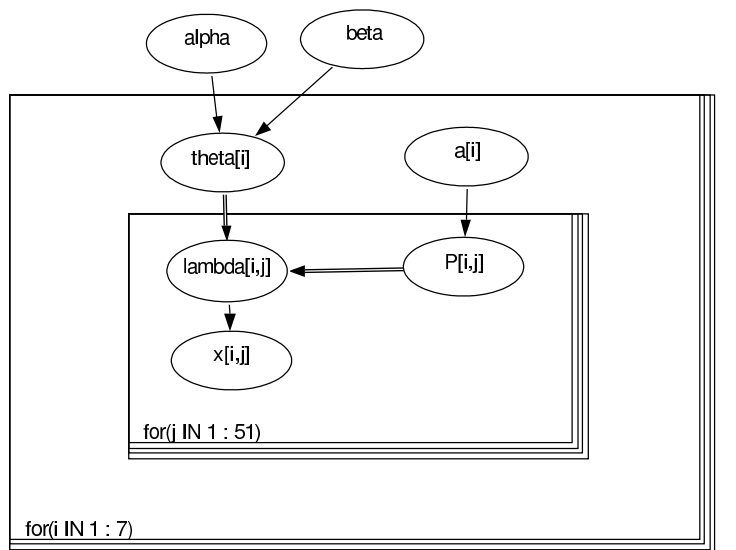 alpha
beta
theta[i]
a[i]
lambda[i,j]
P[i,j]
x[i,j]
for(j IN 1 : 51)
for(i IN 1 : 7)